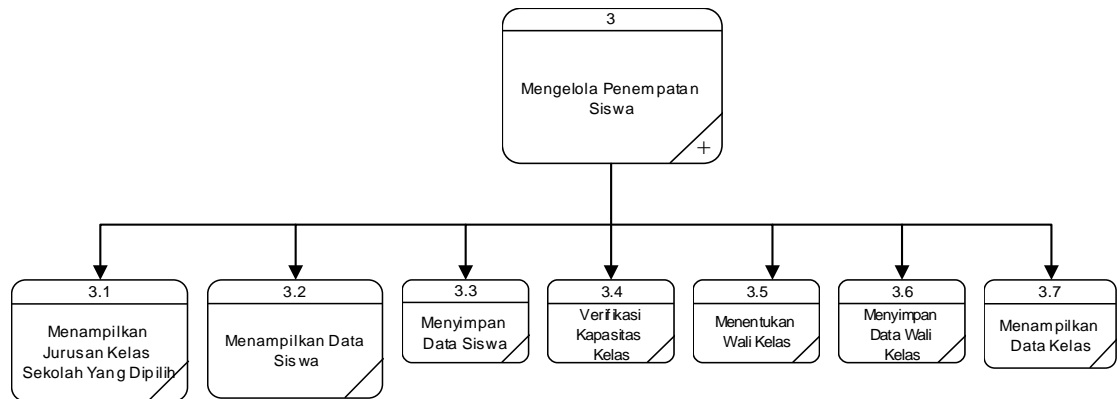 3
Mengelola Penempatan
Siswa
+
3.1
Menampilkan
Jurusan Kelas
Sekolah Yang Dipilih
3.2
Menampilkan Data
Siswa
3.3
Menyimpan
Data Siswa
3.4
Verifikasi
Kapasitas
Kelas
3.5
Menentukan
Wali Kelas
3.6
Menyimpan
Data Wali
Kelas
3.7
Menampilkan
Data Kelas